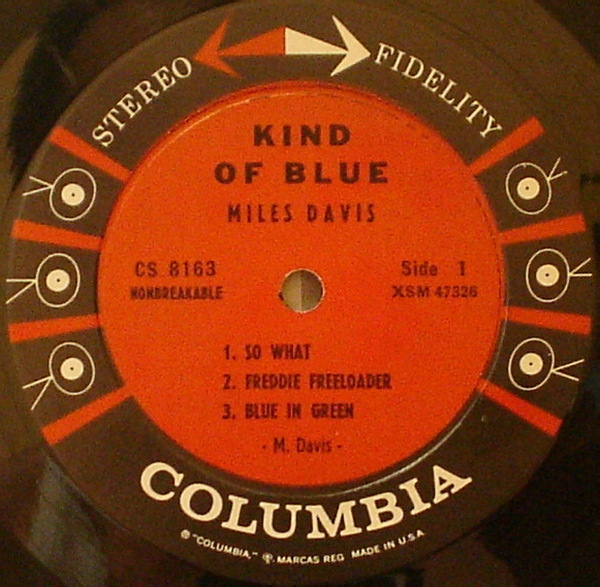 STEREO FIDELITY
KIND
OF BLUE
MILES DAVIS
CS 8163
NONBREAKABLE
Side 1
XSM 47326
1. SO WHAT
2. FREDDIE FREELOADER
3. BLUE IN GREEN
- M. Davis -
COLUMBIA
® "COLUMBIA," Ⓟ. MARCAS REG MADE IN U.S.A.